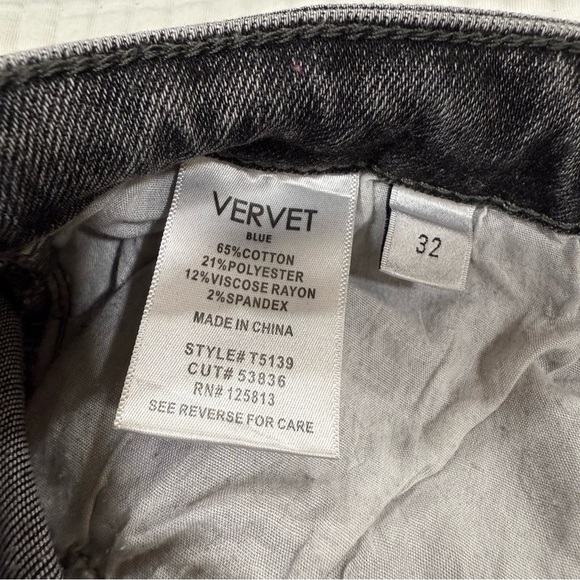 VERVET
BLUE
65%COTTON
21%POLYESTER
12%VISCOSE RAYON
2%SPANDEX
MADE IN CHINA
STYLE# T5139
CUT# 53836
RN# 125813
SEE REVERSE FOR CARE
32